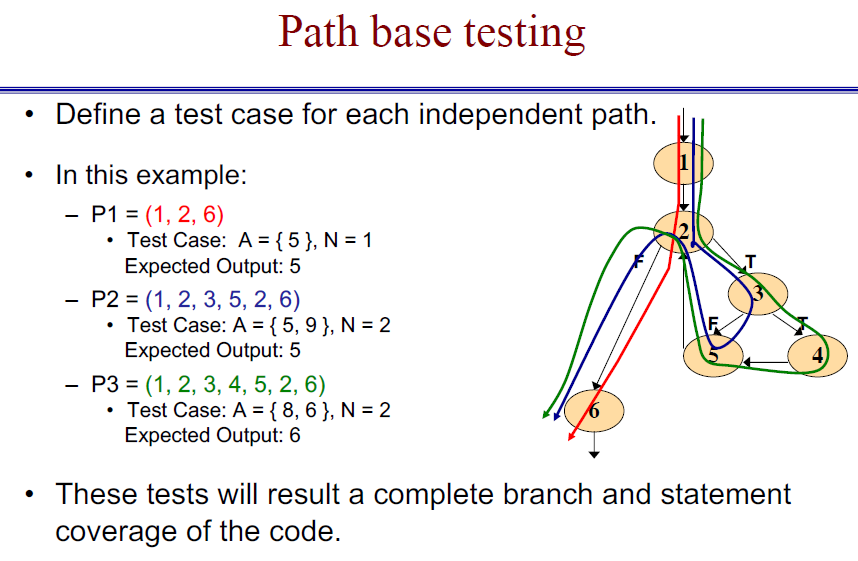 Path base testing
• Define a test case for each independent path.
• In this example:
– P1 = (1, 2, 6)
• Test Case: A = { 5 }, N = 1
Expected Output: 5
– P2 = (1, 2, 3, 5, 2, 6)
• Test Case: A = { 5, 9 }, N = 2
Expected Output: 5
– P3 = (1, 2, 3, 4, 5, 2, 6)
• Test Case: A = { 8, 6 }, N = 2
Expected Output: 6
• These tests will result a complete branch and statement
coverage of the code.
1
2
F
T
3
F
T
5
4
6